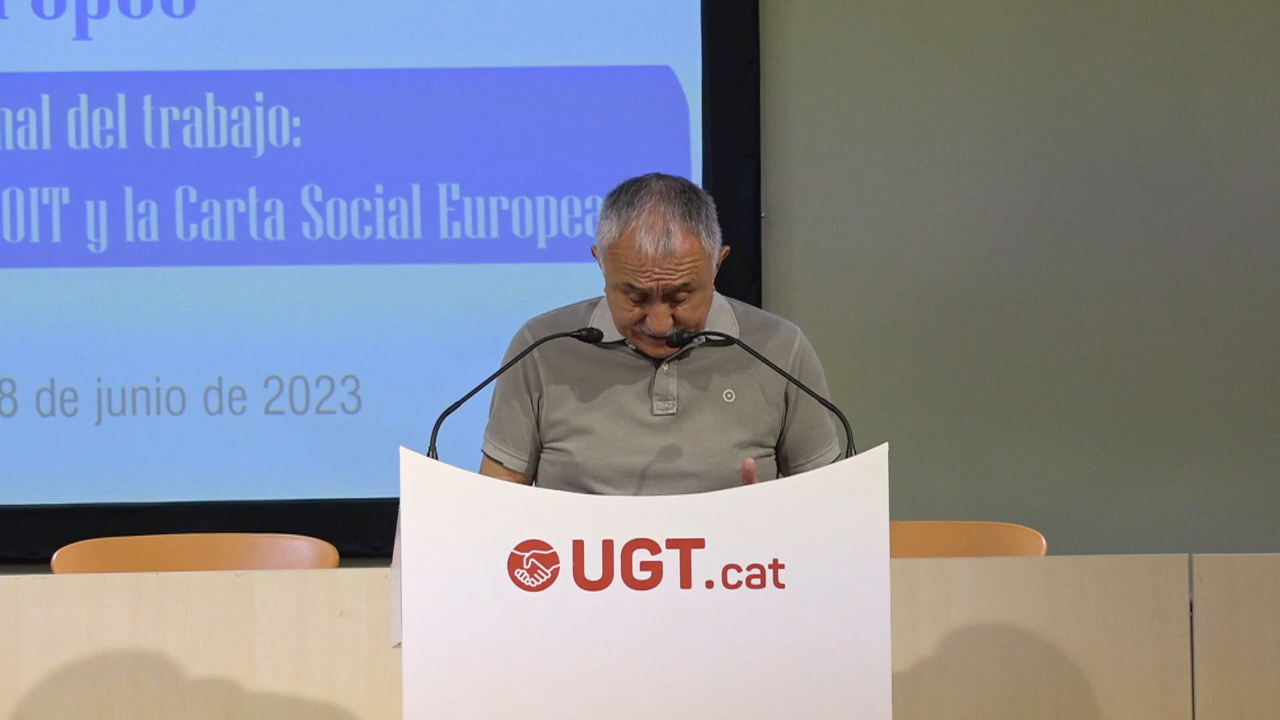 nal del trabajo:
OIT y la Carta Social Europea
8 de junio de 2023
UGT.cat